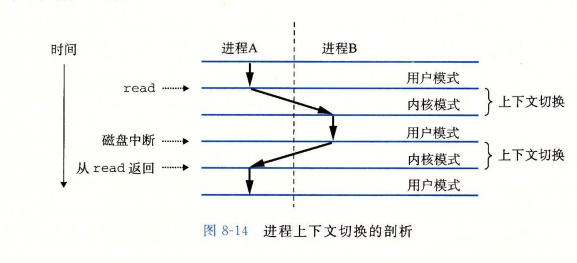 时间
进程A
进程B
用户模式
read
内核模式
上下文切换
用户模式
磁盘中断
内核模式
上下文切换
从 read 返回
用户模式
图 8-14 进程上下文切换的剖析